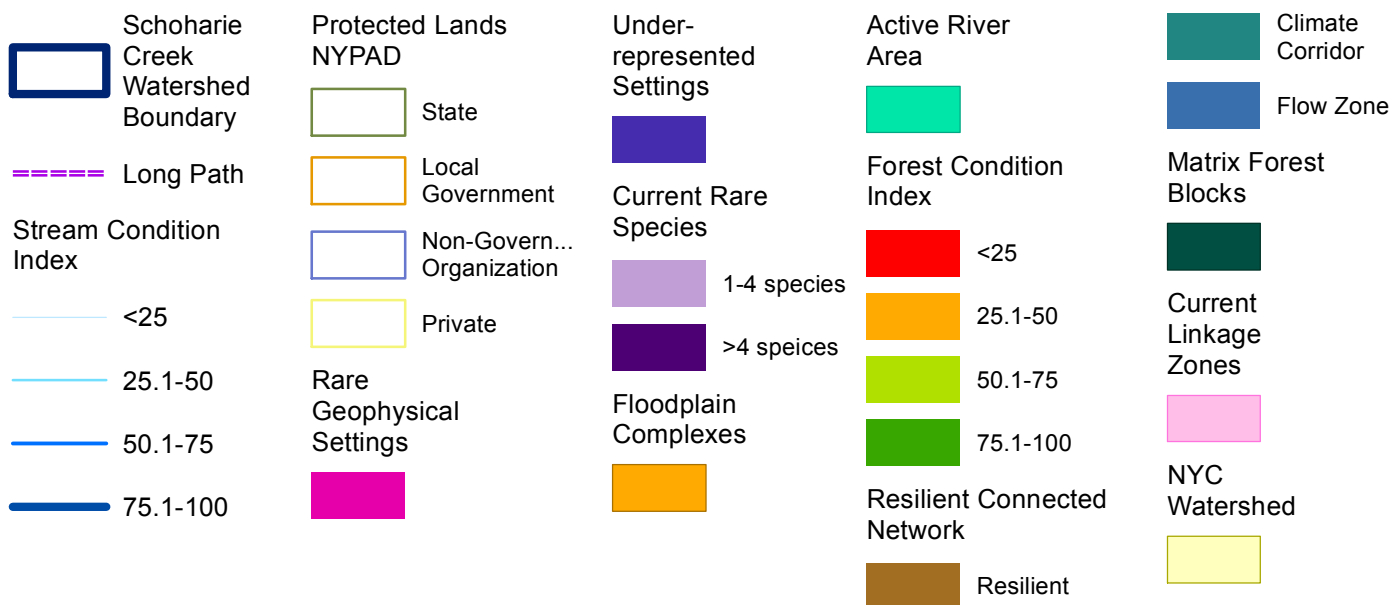 Schoharie
Creek
Watershed
Boundary
Long Path
Stream Condition
Index
<25
25.1-50
50.1-75
75.1-100
Protected Lands
NYPAD
State
Local
Government
Non-Govern...
Organization
Private
Rare
Geophysical
Settings
Under-
represented
Settings
Current Rare
Species
1-4 species
>4 speices
Floodplain
Complexes
Active River
Area
Forest Condition
Index
<25
25.1-50
50.1-75
75.1-100
Resilient Connected
Network
Resilient
Climate
Corridor
Flow Zone
Matrix Forest
Blocks
Current
Linkage
Zones
NYC
Watershed